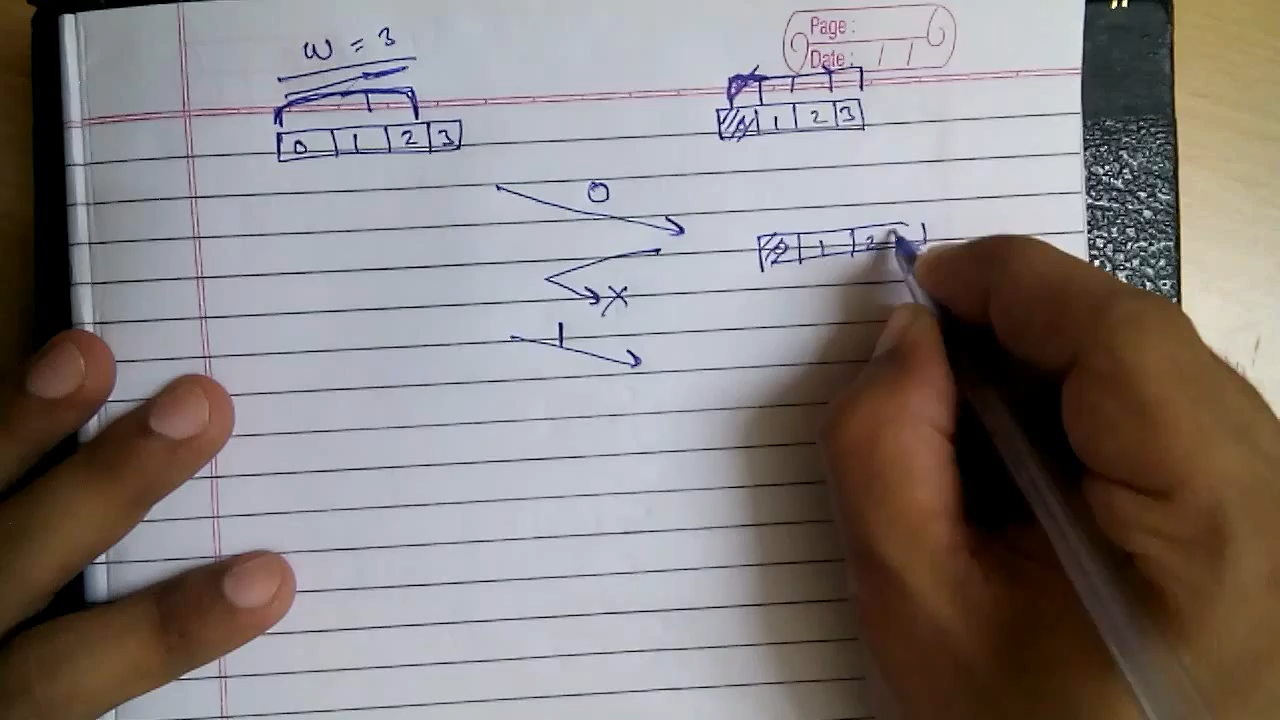 Page :
w = 3
Date : / /
0 1 2 3
1 2 3
0
1 2
X
1